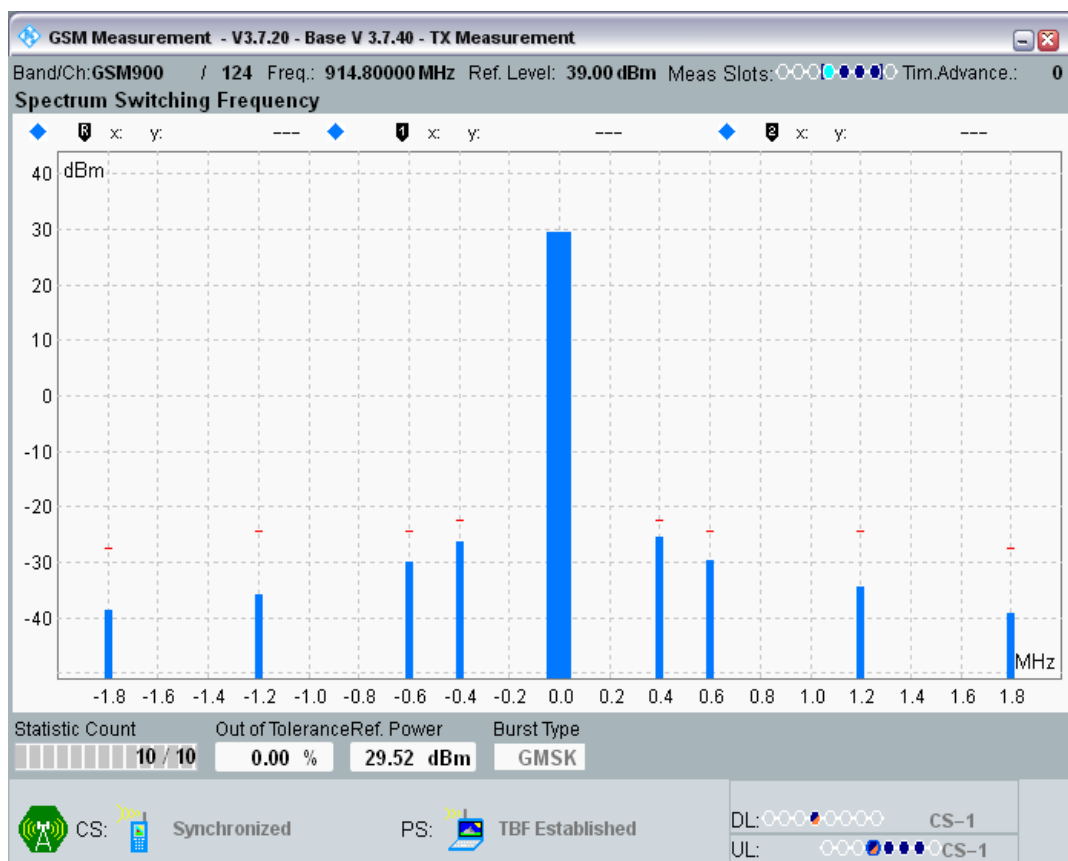 GSM Measurement - V3.7.20 - Base V 3.7.40 - TX Measurement
Band/Ch:GSM900 / 124 Freq.: 914.80000 MHz Ref. Level: 39.00 dBm Meas Slots: Tim.Advance.: 0
Spectrum Switching Frequency
R x: y: --- 1 x: y: --- 2 x: y: ---
dBm
40
30
20
10
0
-10
-20
-30
-40
MHz
-1.8 -1.6 -1.4 -1.2 -1.0 -0.8 -0.6 -0.4 -0.2 0.0 0.2 0.4 0.6 0.8 1.0 1.2 1.4 1.6 1.8
Statistic Count Out of Tolerance Ref. Power Burst Type
10 / 10 0.00 % 29.52 dBm GMSK
CS: Synchronized PS: TBF Established
DL: CS-1
UL: CS-1